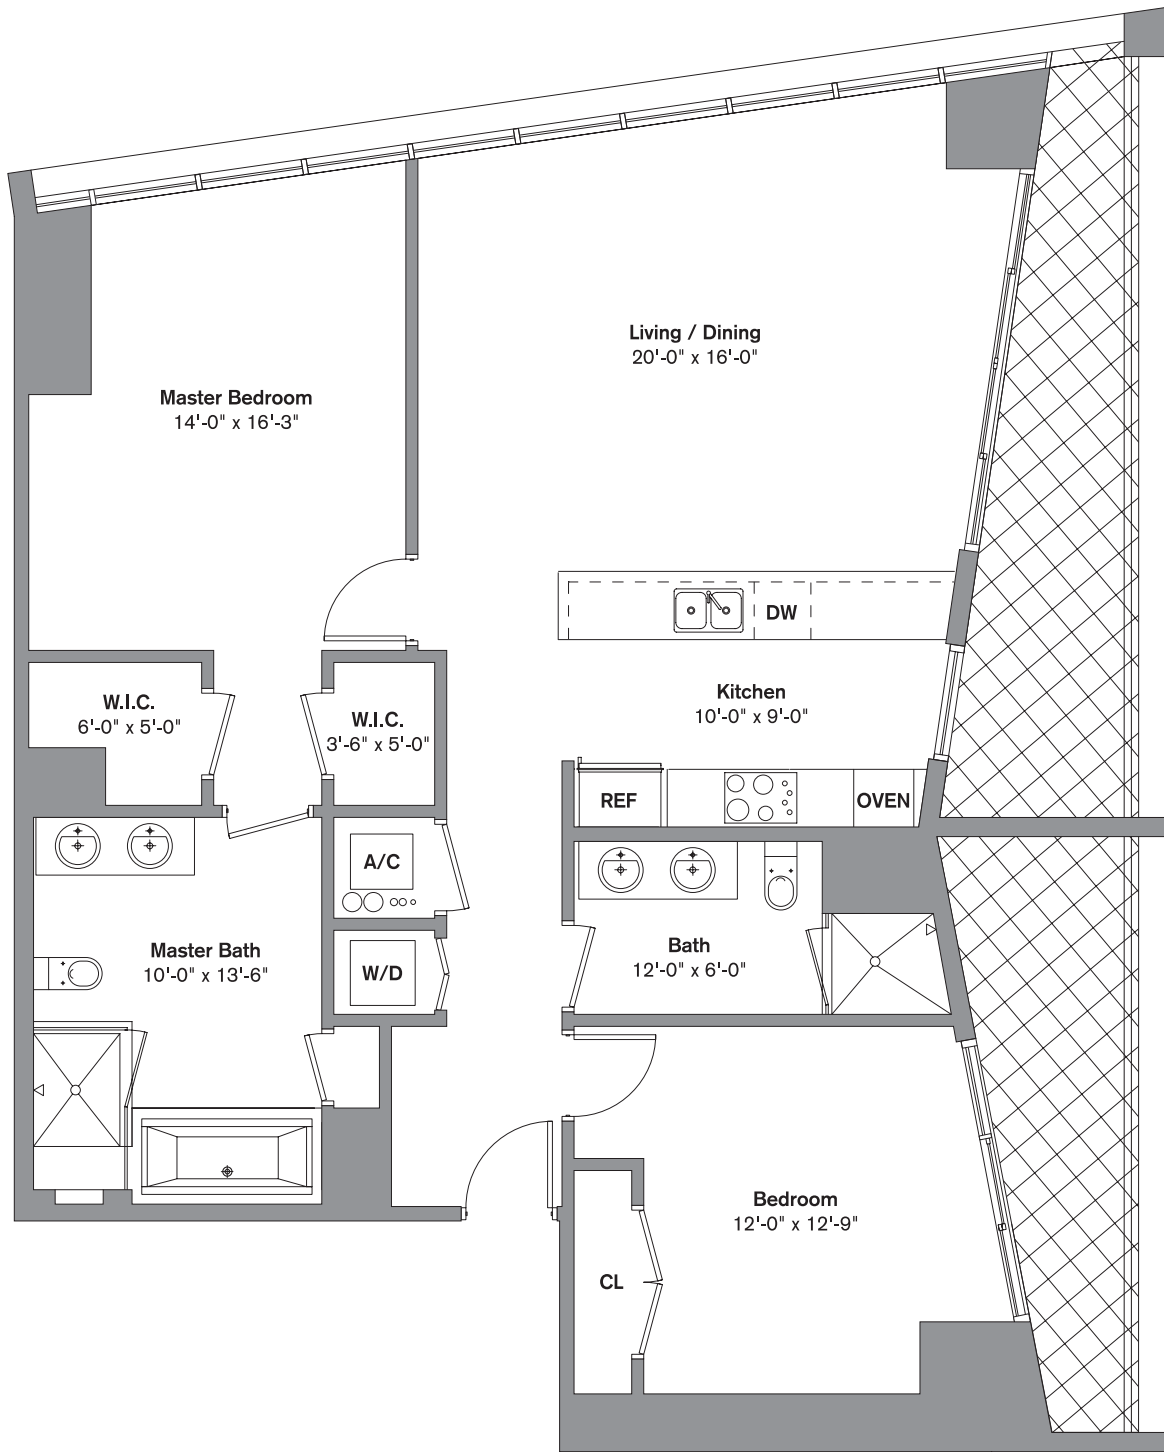 Living / Dining
20'-0" x 16'-0"
Master Bedroom
14'-0" x 16'-3"
DW
W.I.C.
6'-0" x 5'-0"
W.I.C.
3'-6" x 5'-0"
Kitchen
10'-0" x 9'-0"
REF
OVEN
A/C
Master Bath
10'-0" x 13'-6"
W/D
Bath
12'-0" x 6'-0"
Bedroom
12'-0" x 12'-9"
CL